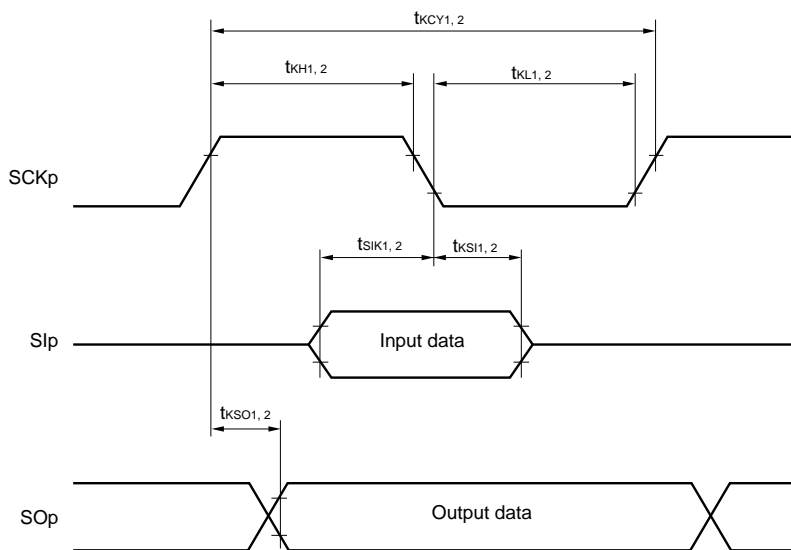 tKCY1, 2
tKH1, 2
tKL1, 2
SCKp
tSIK1, 2
tKSI1, 2
SIp
Input data
tKSO1, 2
SOp
Output data